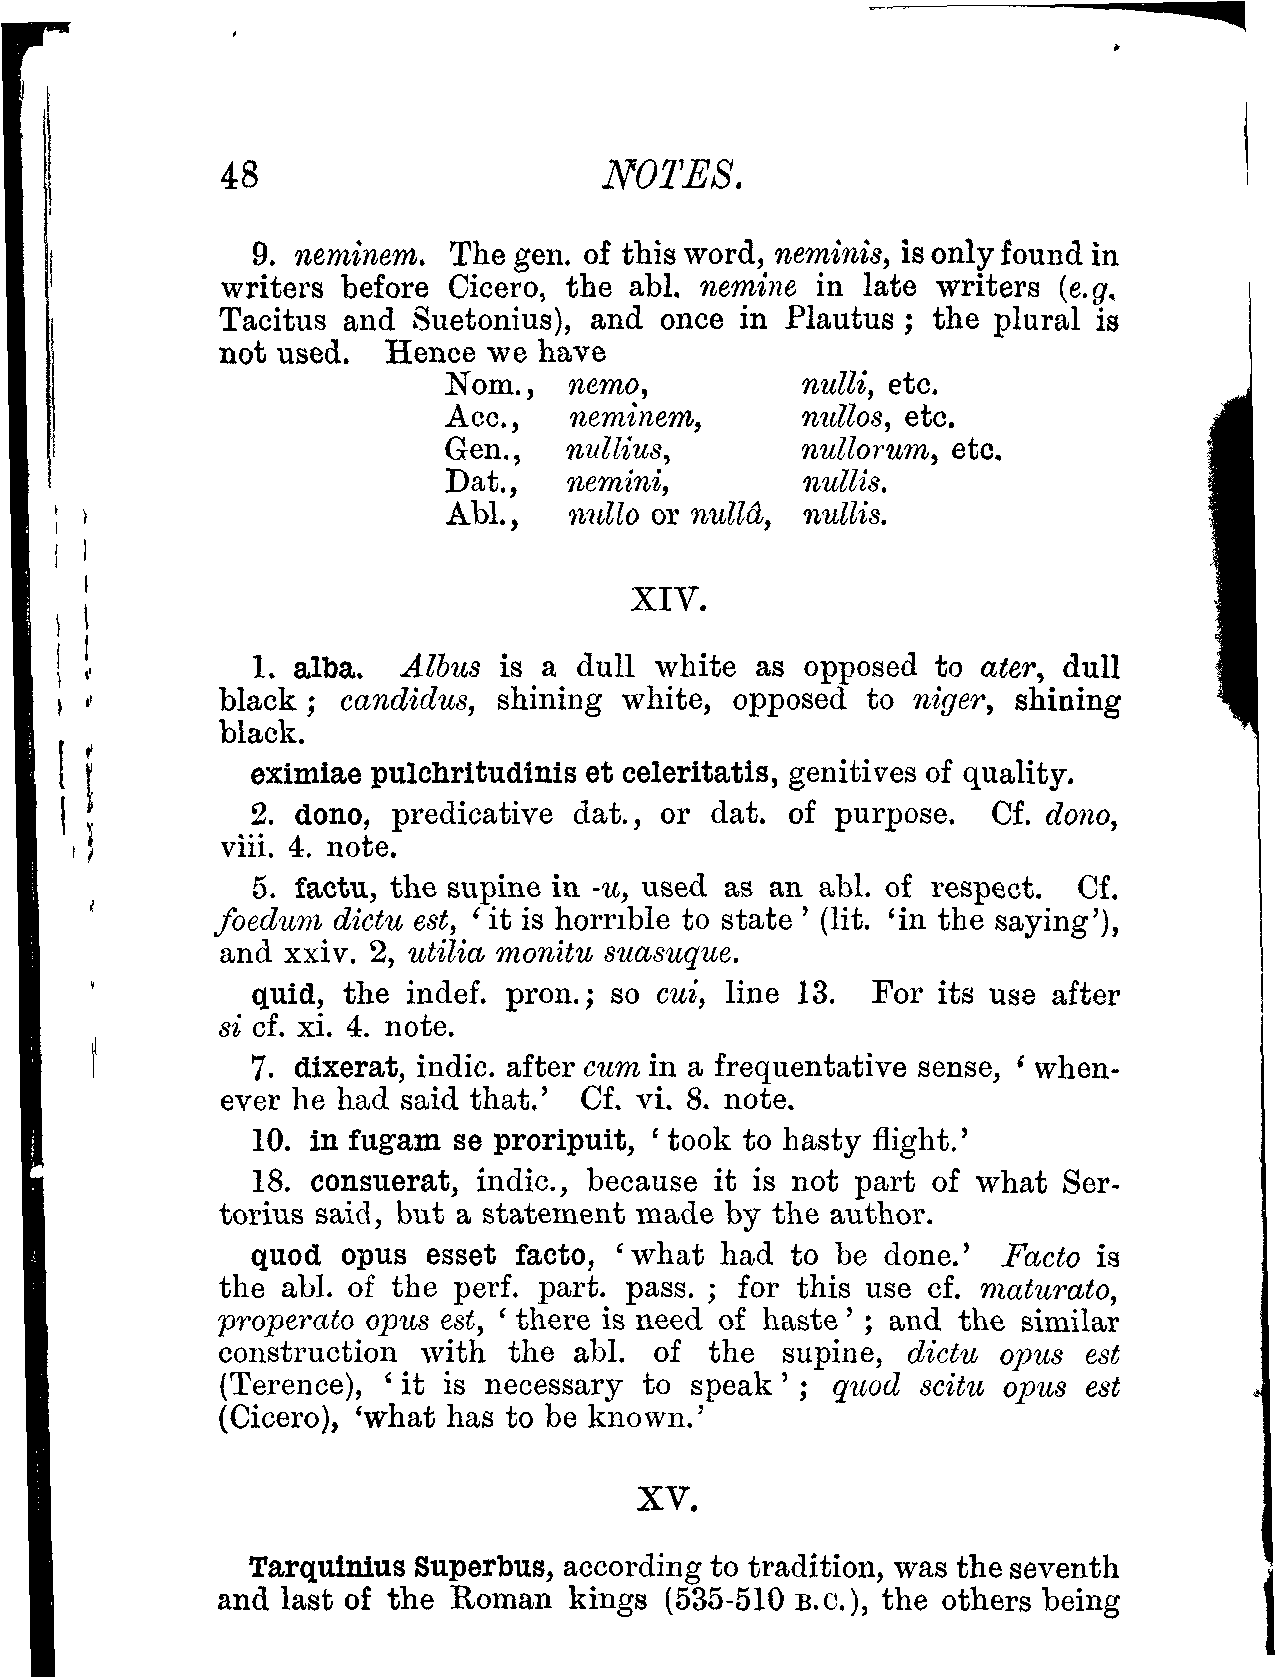 48 NOTES.
9. neminem. The gen. of this word, neminis, is only found in
writers before Cicero, the abl. nemine in late writers (e.g.
Tacitus and Suetonius), and once in Plautus ; the plural is
not used. Hence we have
Nom., nemo, nulli, etc.
Acc., neminem, nullos, etc.
Gen., nullius, nullorum, etc.
Dat., nemini, nullis.
Abl., nullo or nullâ, nullis.
XIV.
1. alba. Albus is a dull white as opposed to ater, dull
black ; candidus, shining white, opposed to niger, shining
black.
eximiae pulchritudinis et celeritatis, genitives of quality.
2. dono, predicative dat., or dat. of purpose. Cf. dono,
viii. 4. note.
5. factu, the supine in -u, used as an abl. of respect. Cf.
foedum dictu est, ‘it is horrible to state’ (lit. ‘in the saying’),
and xxiv. 2, utilia monitu suasuque.
quid, the indef. pron.; so cui, line 13. For its use after
si cf. xi. 4. note.
7. dixerat, indic. after cum in a frequentative sense, ‘when-
ever he had said that.’ Cf. vi. 8. note.
10. in fugam se proripuit, ‘took to hasty flight.’
18. consuerat, indic., because it is not part of what Ser-
torius said, but a statement made by the author.
quod opus esset facto, ‘what had to be done.’ Facto is
the abl. of the perf. part. pass. ; for this use cf. maturato,
properato opus est, ‘there is need of haste’ ; and the similar
construction with the abl. of the supine, dictu opus est
(Terence), ‘it is necessary to speak’ ; quod scitu opus est
(Cicero), ‘what has to be known.’
XV.
Tarquinius Superbus, according to tradition, was the seventh
and last of the Roman kings (535-510 B.C.), the others being